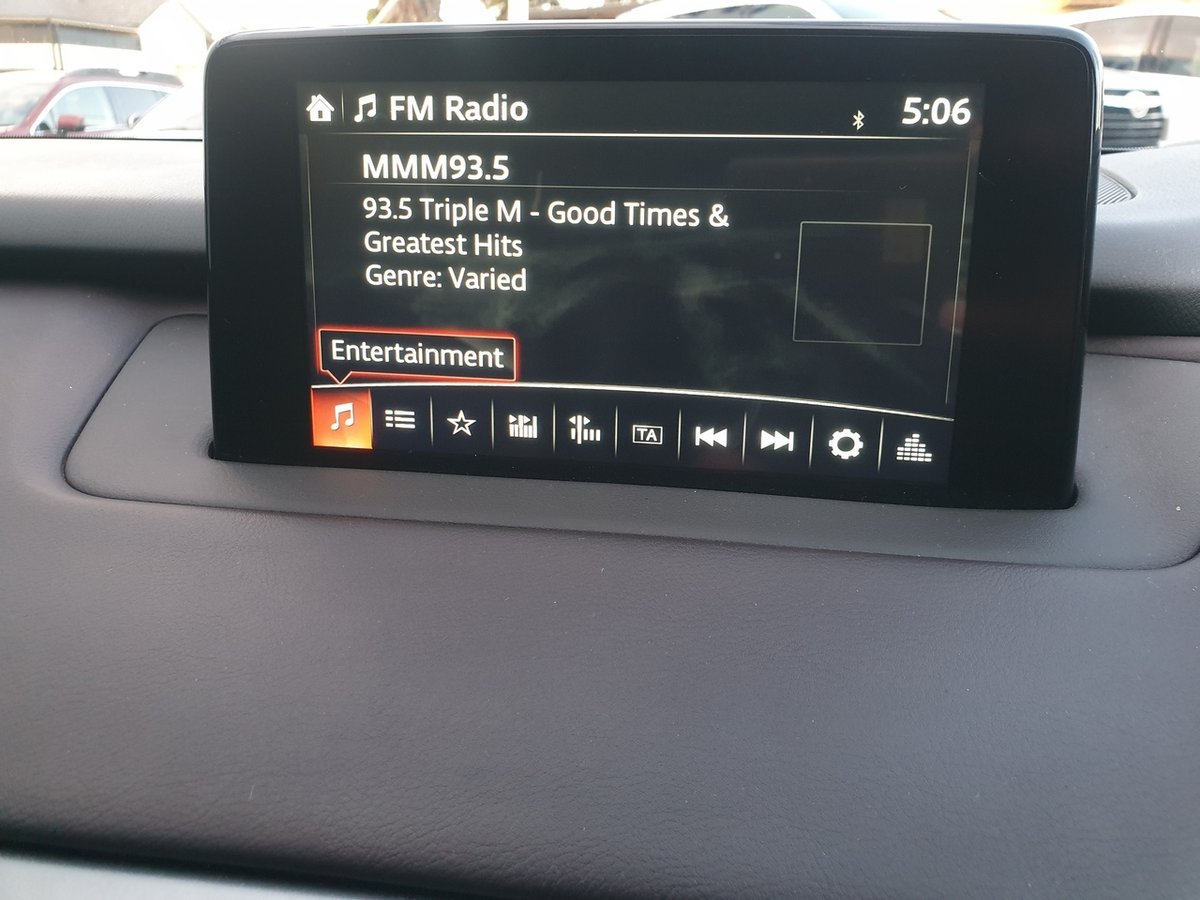 FM Radio
5:06
MMM93.5
93.5 Triple M - Good Times &
Greatest Hits
Genre: Varied
Entertainment
TA